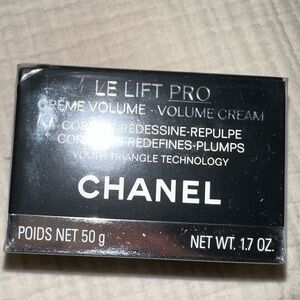 LE LIFT PRO
CRÈME VOLUME - VOLUME CREAM
REDESSINE-REPULPE
REDEFINES-PLUMPS
YOUTH TRIANGLE TECHNOLOGY
CHANEL
POIDS NET 50 g
NET WT. 1.7 OZ.